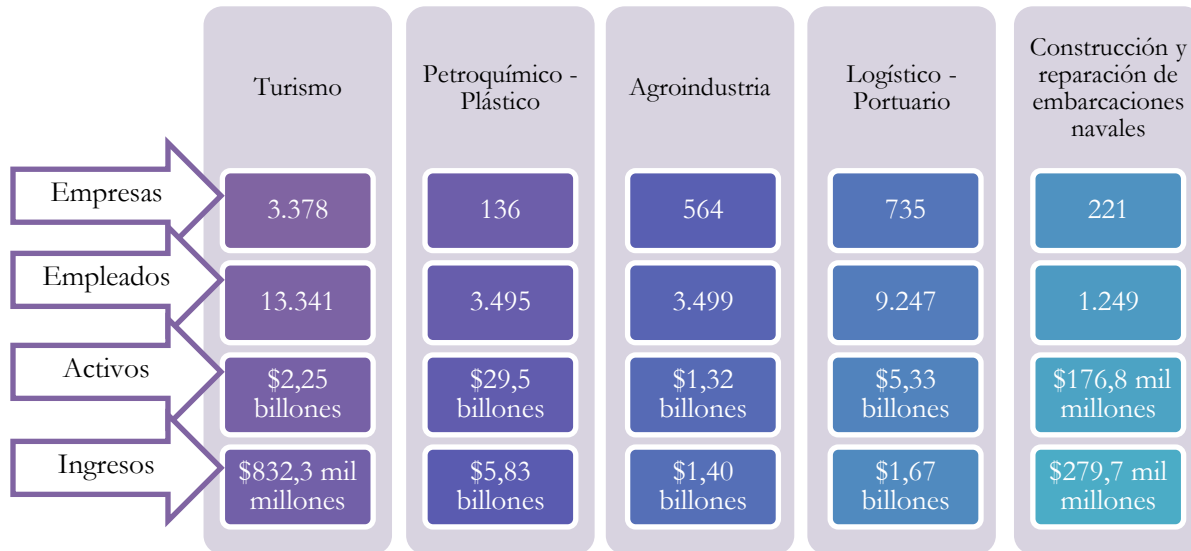 Turismo
Petroquímico -
Plástico
Agroindustria
Logístico -
Portuario
Construcción y
reparación de
embarcaciones
navales
Empresas
3.378
136
564
735
221
Empleados
13.341
3.495
3.499
9.247
1.249
Activos
$2,25
billones
$29,5
billones
$1,32
billones
$5,33
billones
$176,8 mil
millones
Ingresos
$832,3 mil
millones
$5,83
billones
$1,40
billones
$1,67
billones
$279,7 mil
millones